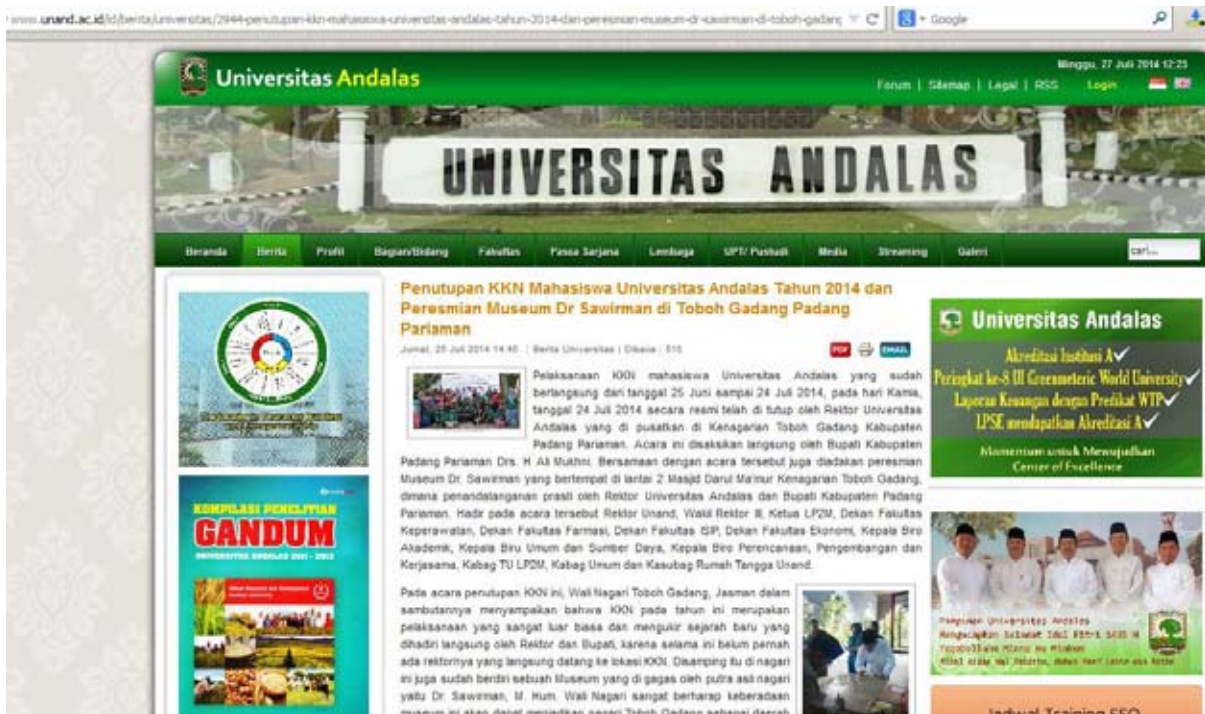 www.unand.ac.id/id/berita/universitas/2944-penutupan-kkn-mahasiswa-universitas-andalas-tahun-2014-dan-peresmian-museum-dr-sawirman-di-toboh-gadang
Google
Universitas Andalas
Minggu, 27 Juli 2014 12:25
Forum | Sitemap | Legal | RSS Login
UNIVERSITAS ANDALAS
Beranda Berita Profil Bagian/Bidang Fakultas Pasca Sarjana Lembaga UPT/ Pustudi Media Streaming Galeri
cari...
KOMPILASI PENELITIAN
GANDUM
Penutupan KKN Mahasiswa Universitas Andalas Tahun 2014 dan
Peresmian Museum Dr Sawirman di Toboh Gadang Padang
Pariaman
Jumat, 25 Juli 2014 14:46 | Berita Universitas | Dibaca : 515
PDF EMAIL
Pelaksanaan KKN mahasiswa Universitas Andalas yang sudah
berlangsung dari tanggal 25 Juni sampai 24 Juli 2014, pada hari Kamis,
tanggal 24 Juli 2014 secara resmi telah di tutup oleh Rektor Universitas
Andalas yang di pusatkan di Kenagarian Toboh Gadang Kabupaten
Padang Pariaman. Acara ini disaksikan langsung oleh Bupati Kabupaten
Padang Pariaman Drs. H Ali Mukhni. Bersamaan dengan acara tersebut juga diadakan peresmian
Museum Dr. Sawirman yang bertempat di lantai 2 Masjid Darul Ma'mur Kenagarian Toboh Gadang,
dimana penandatanganan prasti oleh Rektor Universitas Andalas dan Bupati Kabupaten Padang
Pariaman. Hadir pada acara tersebut Rektor Unand, Wakil Rektor III, Ketua LP2M, Dekan Fakultas
Keperawatan, Dekan Fakultas Farmasi, Dekan Fakultas ISIP, Dekan Fakultas Ekonomi, Kepala Biro
Akademik, Kepala Biru Umum dan Sumber Daya, Kepala Biro Perencanaan, Pengembangan dan
Kerjasama, Kabag TU LP2M, Kabag Umum dan Kasubag Rumah Tangga Unand.
Pada acara penutupan KKN ini, Wali Nagari Toboh Gadang, Jasman dalam
sambutannya menyampaikan bahwa KKN pada tahun ini merupakan
pelaksanaan yang sangat luar biasa dan mengukir sejarah baru yang
dihadiri langsung oleh Rektor dan Bupati, karena selama ini belum pernah
ada rektornya yang langsung datang ke lokasi KKN. Disamping itu di nagari
ini juga sudah berdiri sebuah Museum yang di gagas oleh putra asli nagari
yaitu Dr. Sawirman, M. Hum. Wali Nagari sangat berharap keberadaan
museum ini akan dapat menjadikan nagari Toboh Gadang sebagai daerah
Universitas Andalas
Akreditasi Institusi A
Peringkat ke-8 UI Greenmetric World University
Laporan Keuangan dengan Predikat WTP
LPSE mendapatkan Akreditasi A
Momentum untuk Mewujudkan
Center of Excellence
Pimpinan Universitas Andalas
Mengucapkan Selamat Idul Fitri 1435 H
Jadwal Training SSO